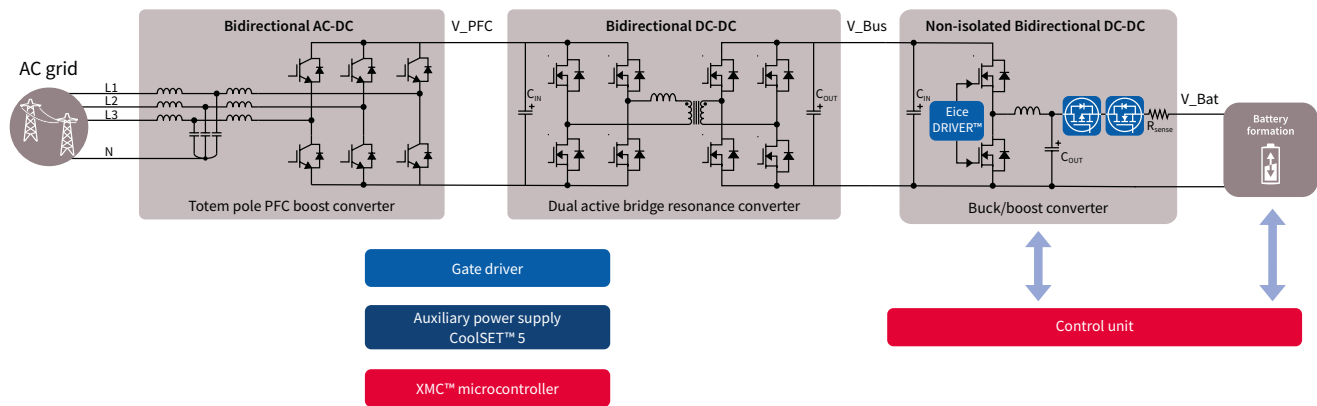 Bidirectional AC-DC
V_PFC
Bidirectional DC-DC
V_Bus
Non-isolated Bidirectional DC-DC
AC grid
L1
L2
L3
N
C_IN
C_OUT
C_IN
Eice
DRIVER™
C_OUT
R_sense
V_Bat
Battery
formation
Totem pole PFC boost converter
Dual active bridge resonance converter
Buck/boost converter
Gate driver
Auxiliary power supply
CoolSET™ 5
XMC™ microcontroller
Control unit